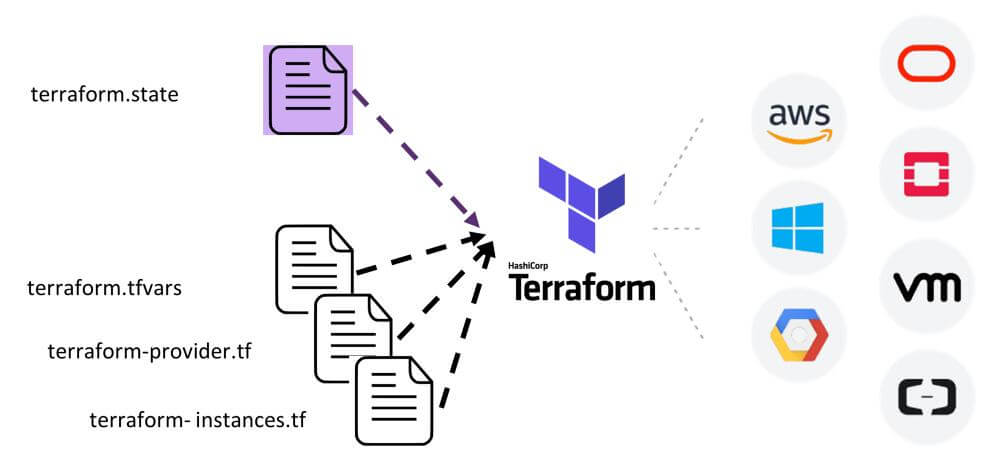 terraform.state
aws
HashiCorp
Terraform
terraform.tfvars
vm
terraform-provider.tf
terraform- instances.tf